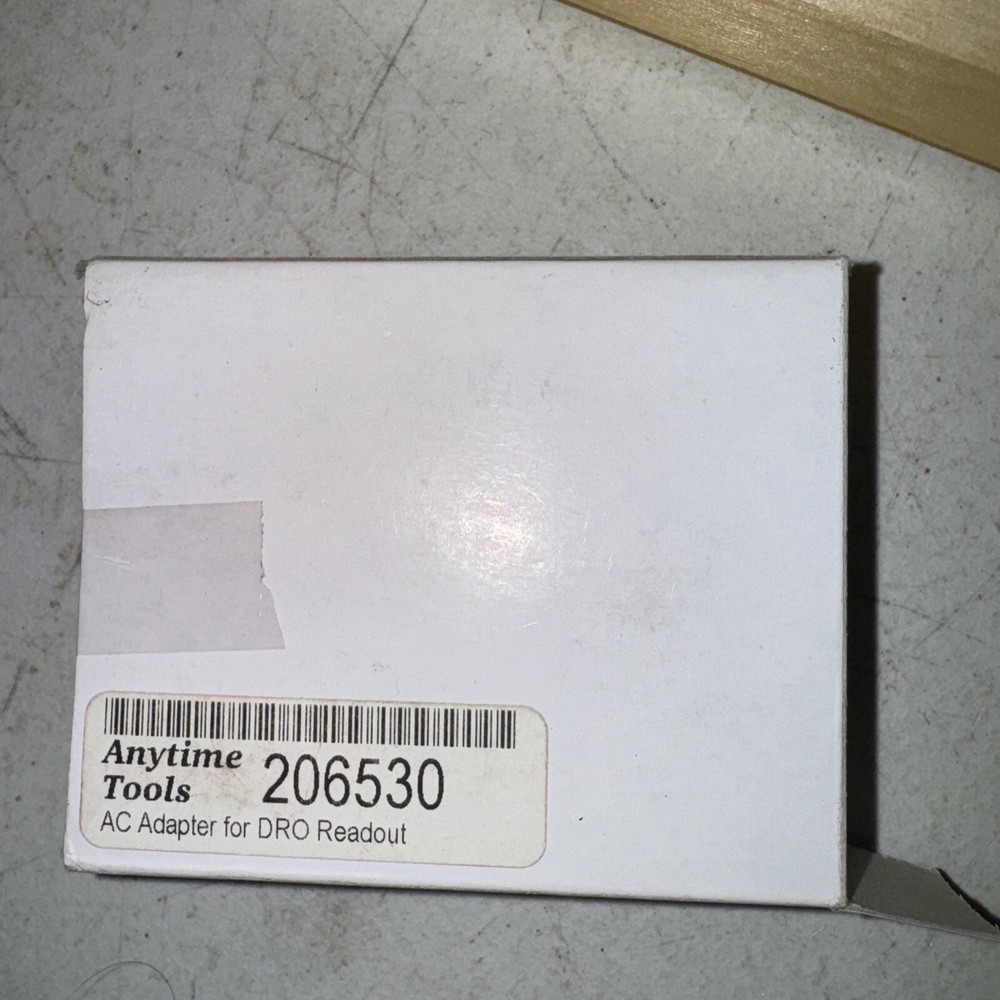 Anytime
Tools
206530
AC Adapter for DRO Readout